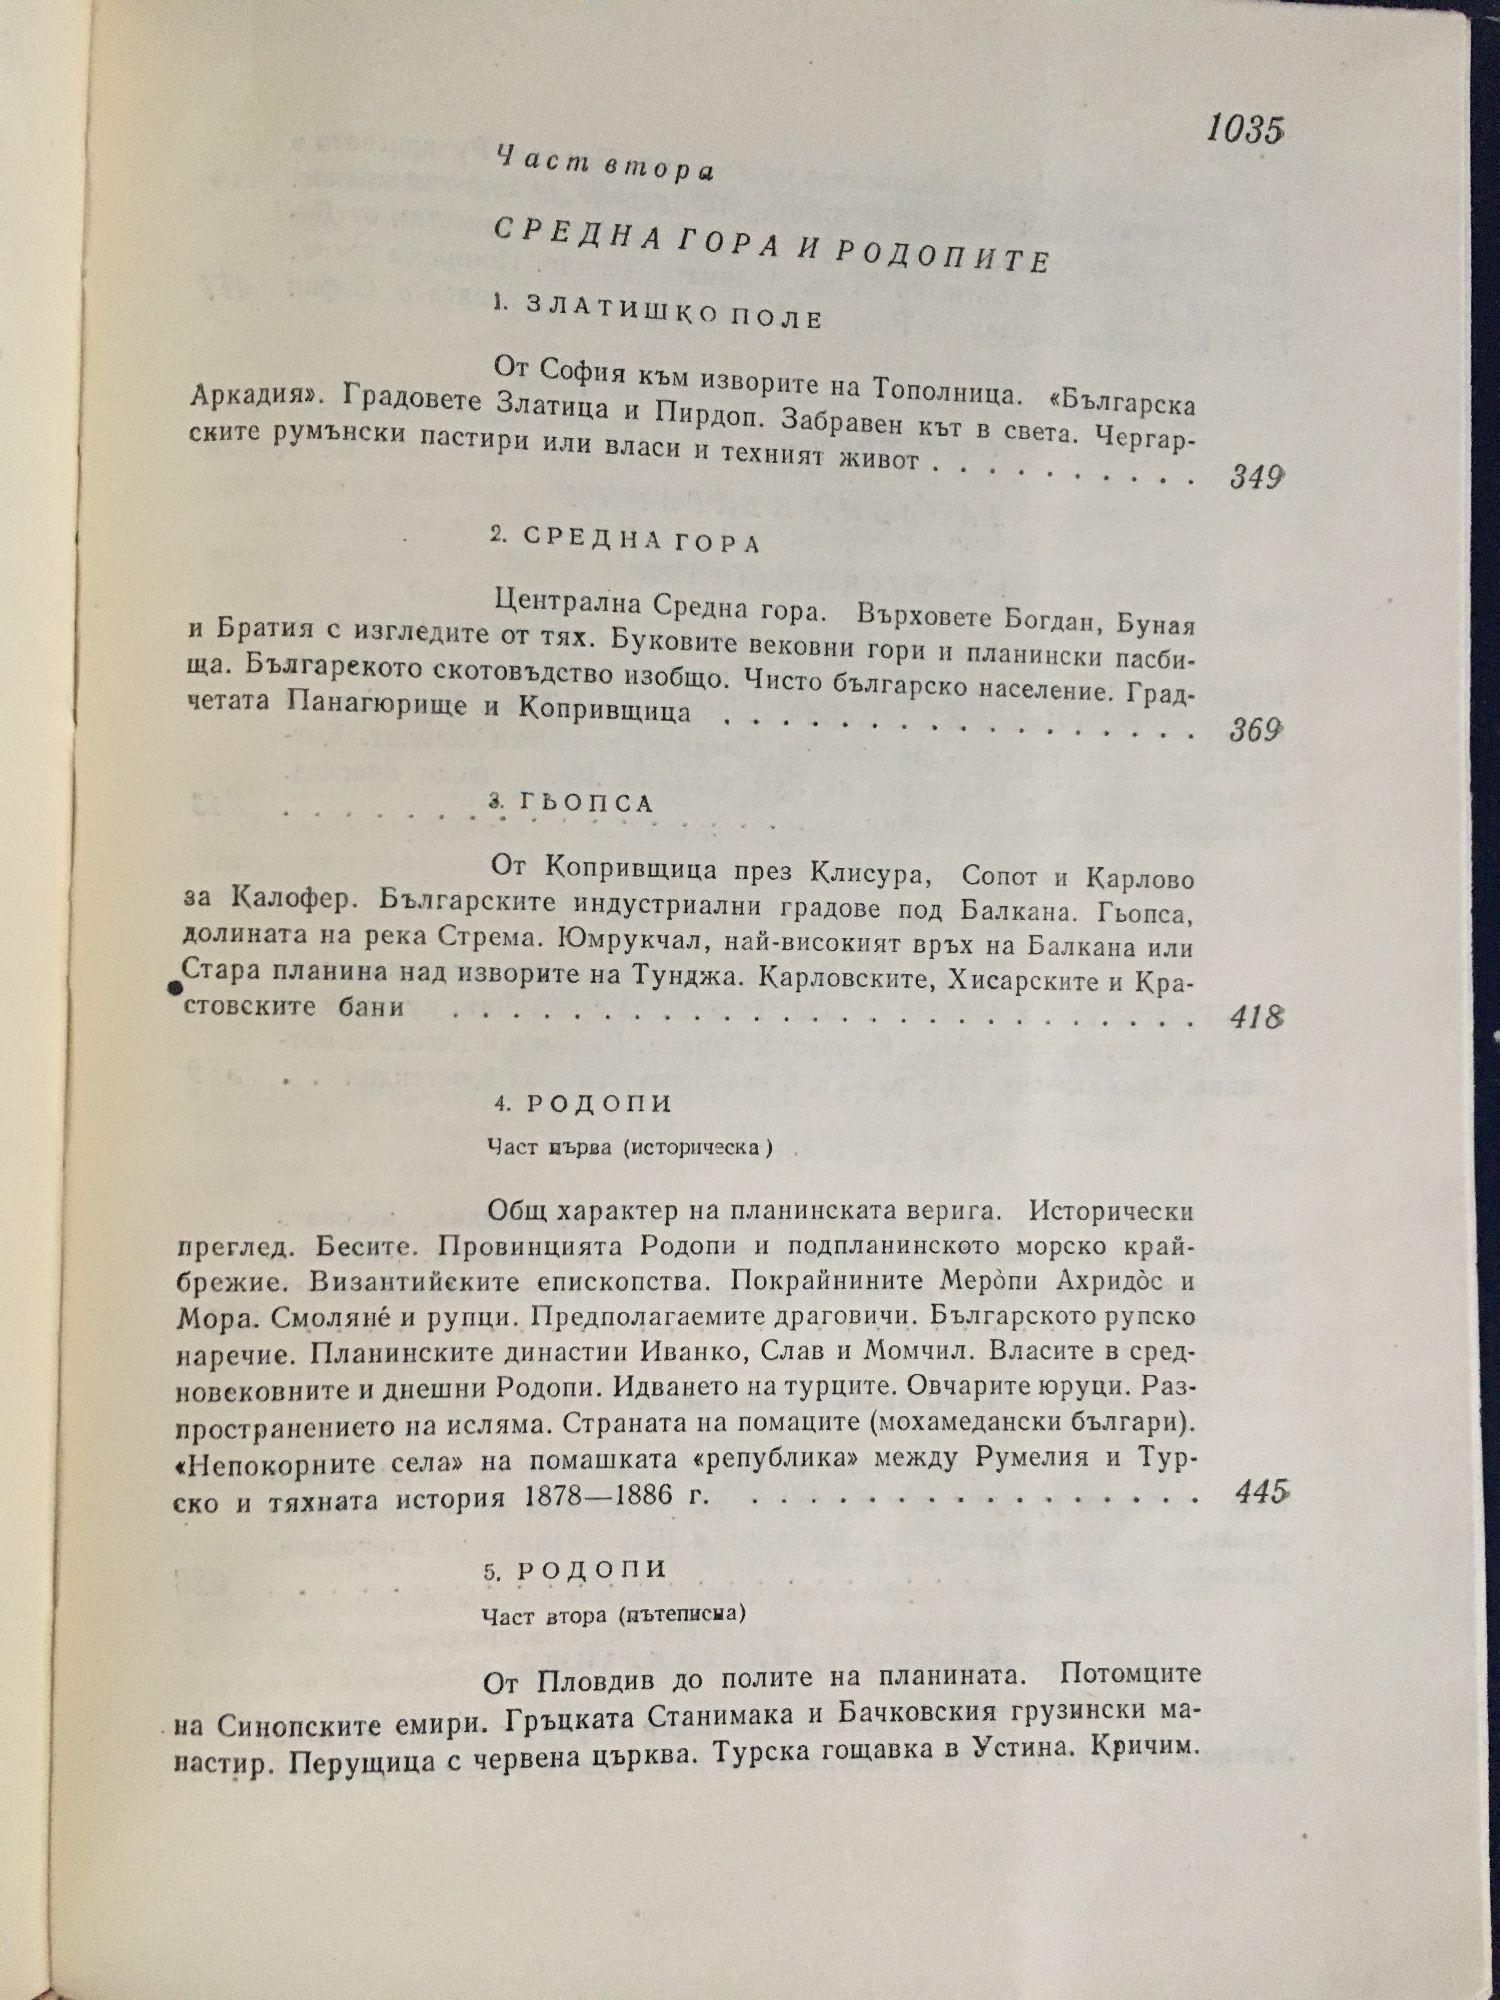 1035
Част втора
СРЕДНА ГОРА И РОДОПИТЕ
1. ЗЛАТИШКО ПОЛЕ
От София към изворите на Тополница. «Българска
Аркадия». Градовете Златица и Пирдоп. Забравен кът в света. Чергар-
ските румънски пастири или власи и техният живот . . . . . . . . . . 349
2. СРЕДНА ГОРА
Централна Средна гора. Върховете Богдан, Буная
и Братия с изгледите от тях. Буковите вековни гори и планински пасби-
ща. Българското скотовъдство изобщо. Чисто българско население. Град-
четата Панагюрище и Копривщица . . . . . . . . . . . . . . . . . 369
3. ГЬОПСА
От Копривщица през Клисура, Сопот и Карлово
за Калофер. Българските индустриални градове под Балкана. Гьопса,
долината на река Стрема. Юмрукчал, най-високият връх на Балкана или
Стара планина над изворите на Тунджа. Карловските, Хисарските и Кра-
стовските бани . . . . . . . . . . . . . . . . . . . . . . . . . . 418
4. РОДОПИ
Част първа (историческа)
Общ характер на планинската верига. Исторически
преглед. Бесите. Провинцията Родопи и подпланинското морско край-
брежие. Византийските епископства. Покрайнините Меро̀пи Ахридо̀с и
Мора. Смоляне́ и рупци. Предполагаемите драговичи. Българското рупско
наречие. Планинските династии Иванко, Слав и Момчил. Власите в сред-
новековните и днешни Родопи. Идването на турците. Овчарите юруци. Раз-
пространението на исляма. Страната на помаците (мохамедански българи).
«Непокорните села» на помашката «република» между Румелия и Тур-
ско и тяхната история 1878—1886 г. . . . . . . . . . . . . . . . . 445
5. РОДОПИ
Част втора (пътеписна)
От Пловдив до полите на планината. Потомците
на Синопските емири. Гръцката Станимака и Бачковския грузински ма-
настир. Перущица с червена църква. Турска гощавка в Устина. Кричим.